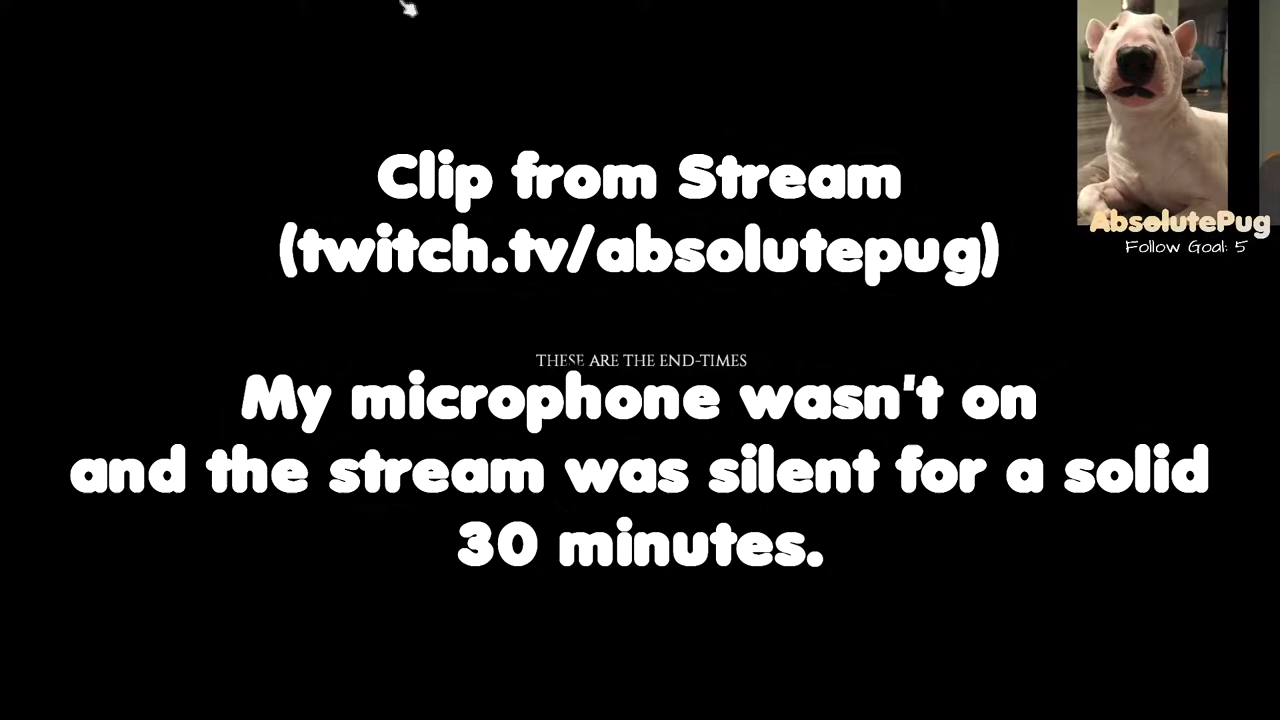 Clip from Stream
(twitch.tv/absolutepug)
AbsolutePug
Follow Goal: 5
THESE ARE THE END-TIMES
My microphone wasn't on
and the stream was silent for a solid
30 minutes.